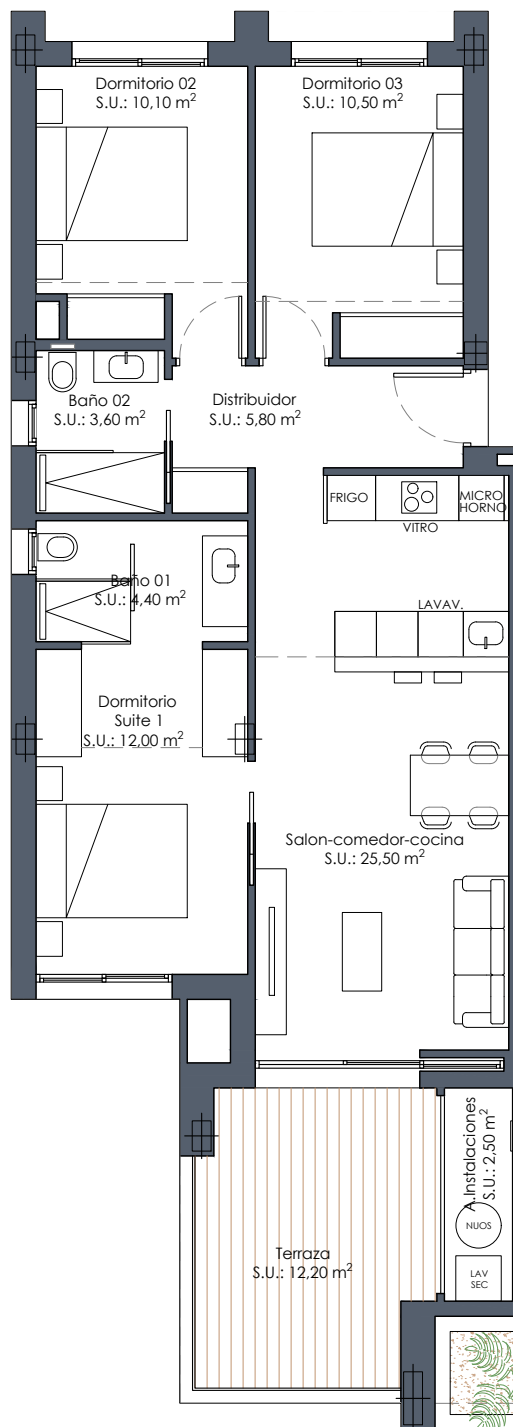 Dormitorio 02
S.U.: 10,10 m²
Dormitorio 03
S.U.: 10,50 m²
Baño 02
S.U.: 3,60 m²
Distribuidor
S.U.: 5,80 m²
FRIGO
VITRO
MICRO
HORNO
Baño 01
S.U.: 4,40 m²
LAVAV.
Dormitorio
Suite 1
S.U.: 12,00 m²
Salon-comedor-cocina
S.U.: 25,50 m²
A.Instalaciones
S.U.: 2,50 m²
NUOS
Terraza
S.U.: 12,20 m²
LAV
SEC